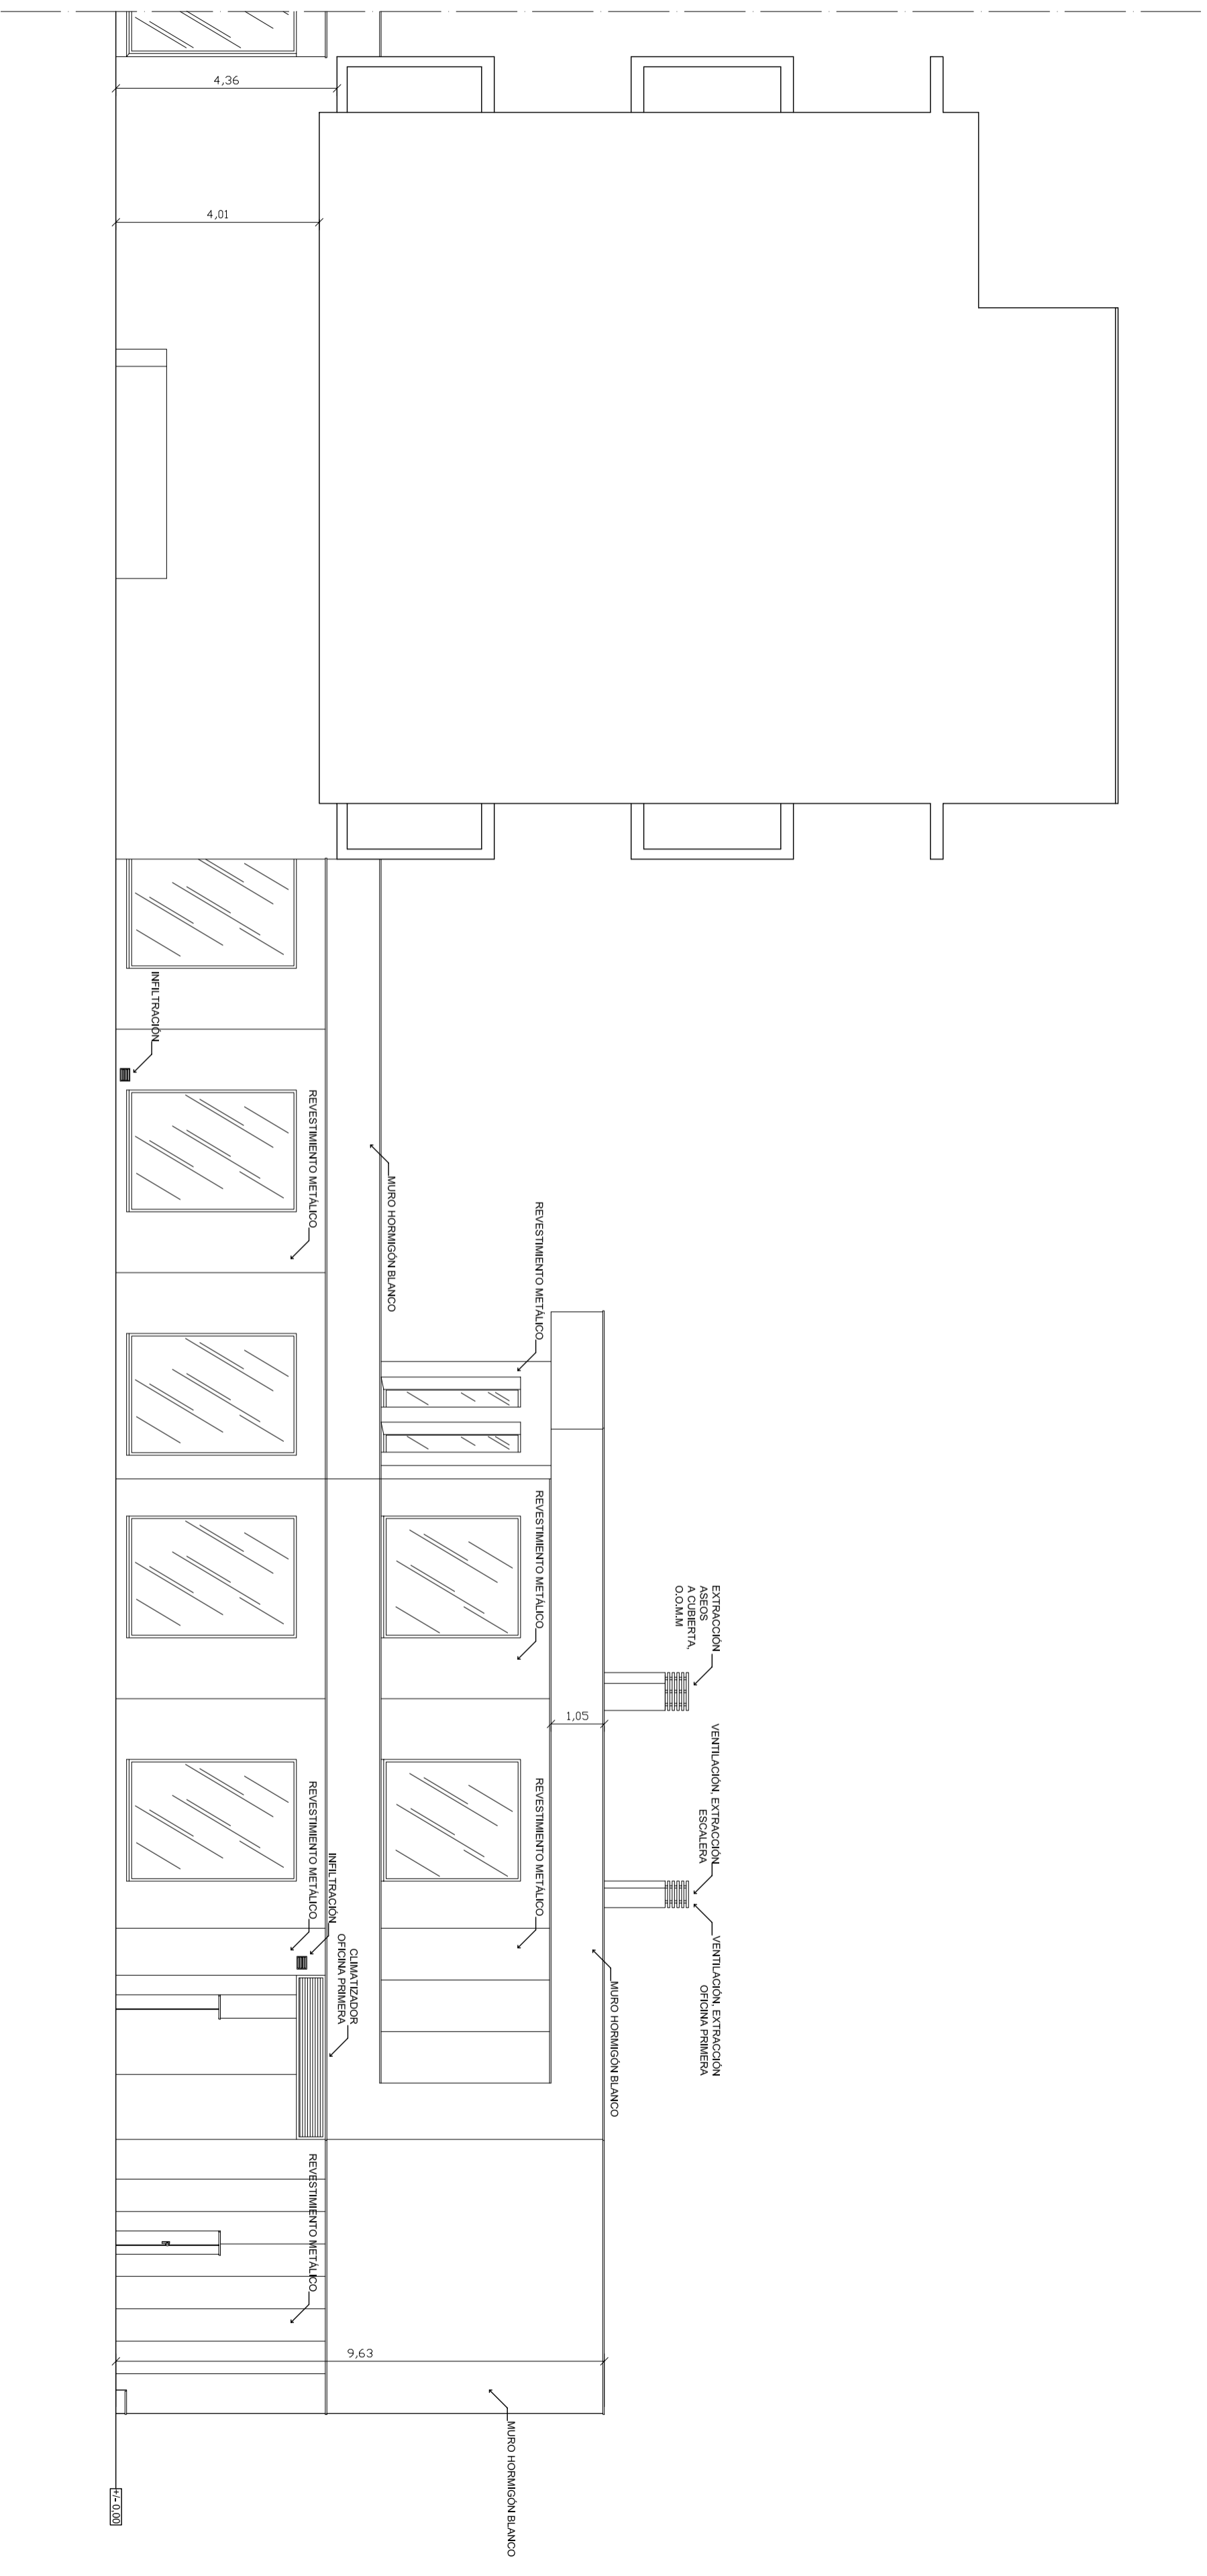 4,36
4,01
INFILTRACIÓN
REVESTIMIENTO METÁLICO
MURO HORMIGÓN BLANCO
REVESTIMIENTO METÁLICO
REVESTIMIENTO METÁLICO
EXTRACCIÓN
ASEOS
A CUBIERTA,
O.O.M.M
1,05
VENTILACIÓN, EXTRACCIÓN
ESCALERA
REVESTIMIENTO METÁLICO
REVESTIMIENTO METÁLICO
INFILTRACIÓN
CLIMATIZADOR
OFICINA PRIMERA
VENTILACIÓN, EXTRACCIÓN
OFICINA PRIMERA
MURO HORMIGÓN BLANCO
REVESTIMIENTO METÁLICO
9,63
MURO HORMIGÓN BLANCO
+/- 0,00